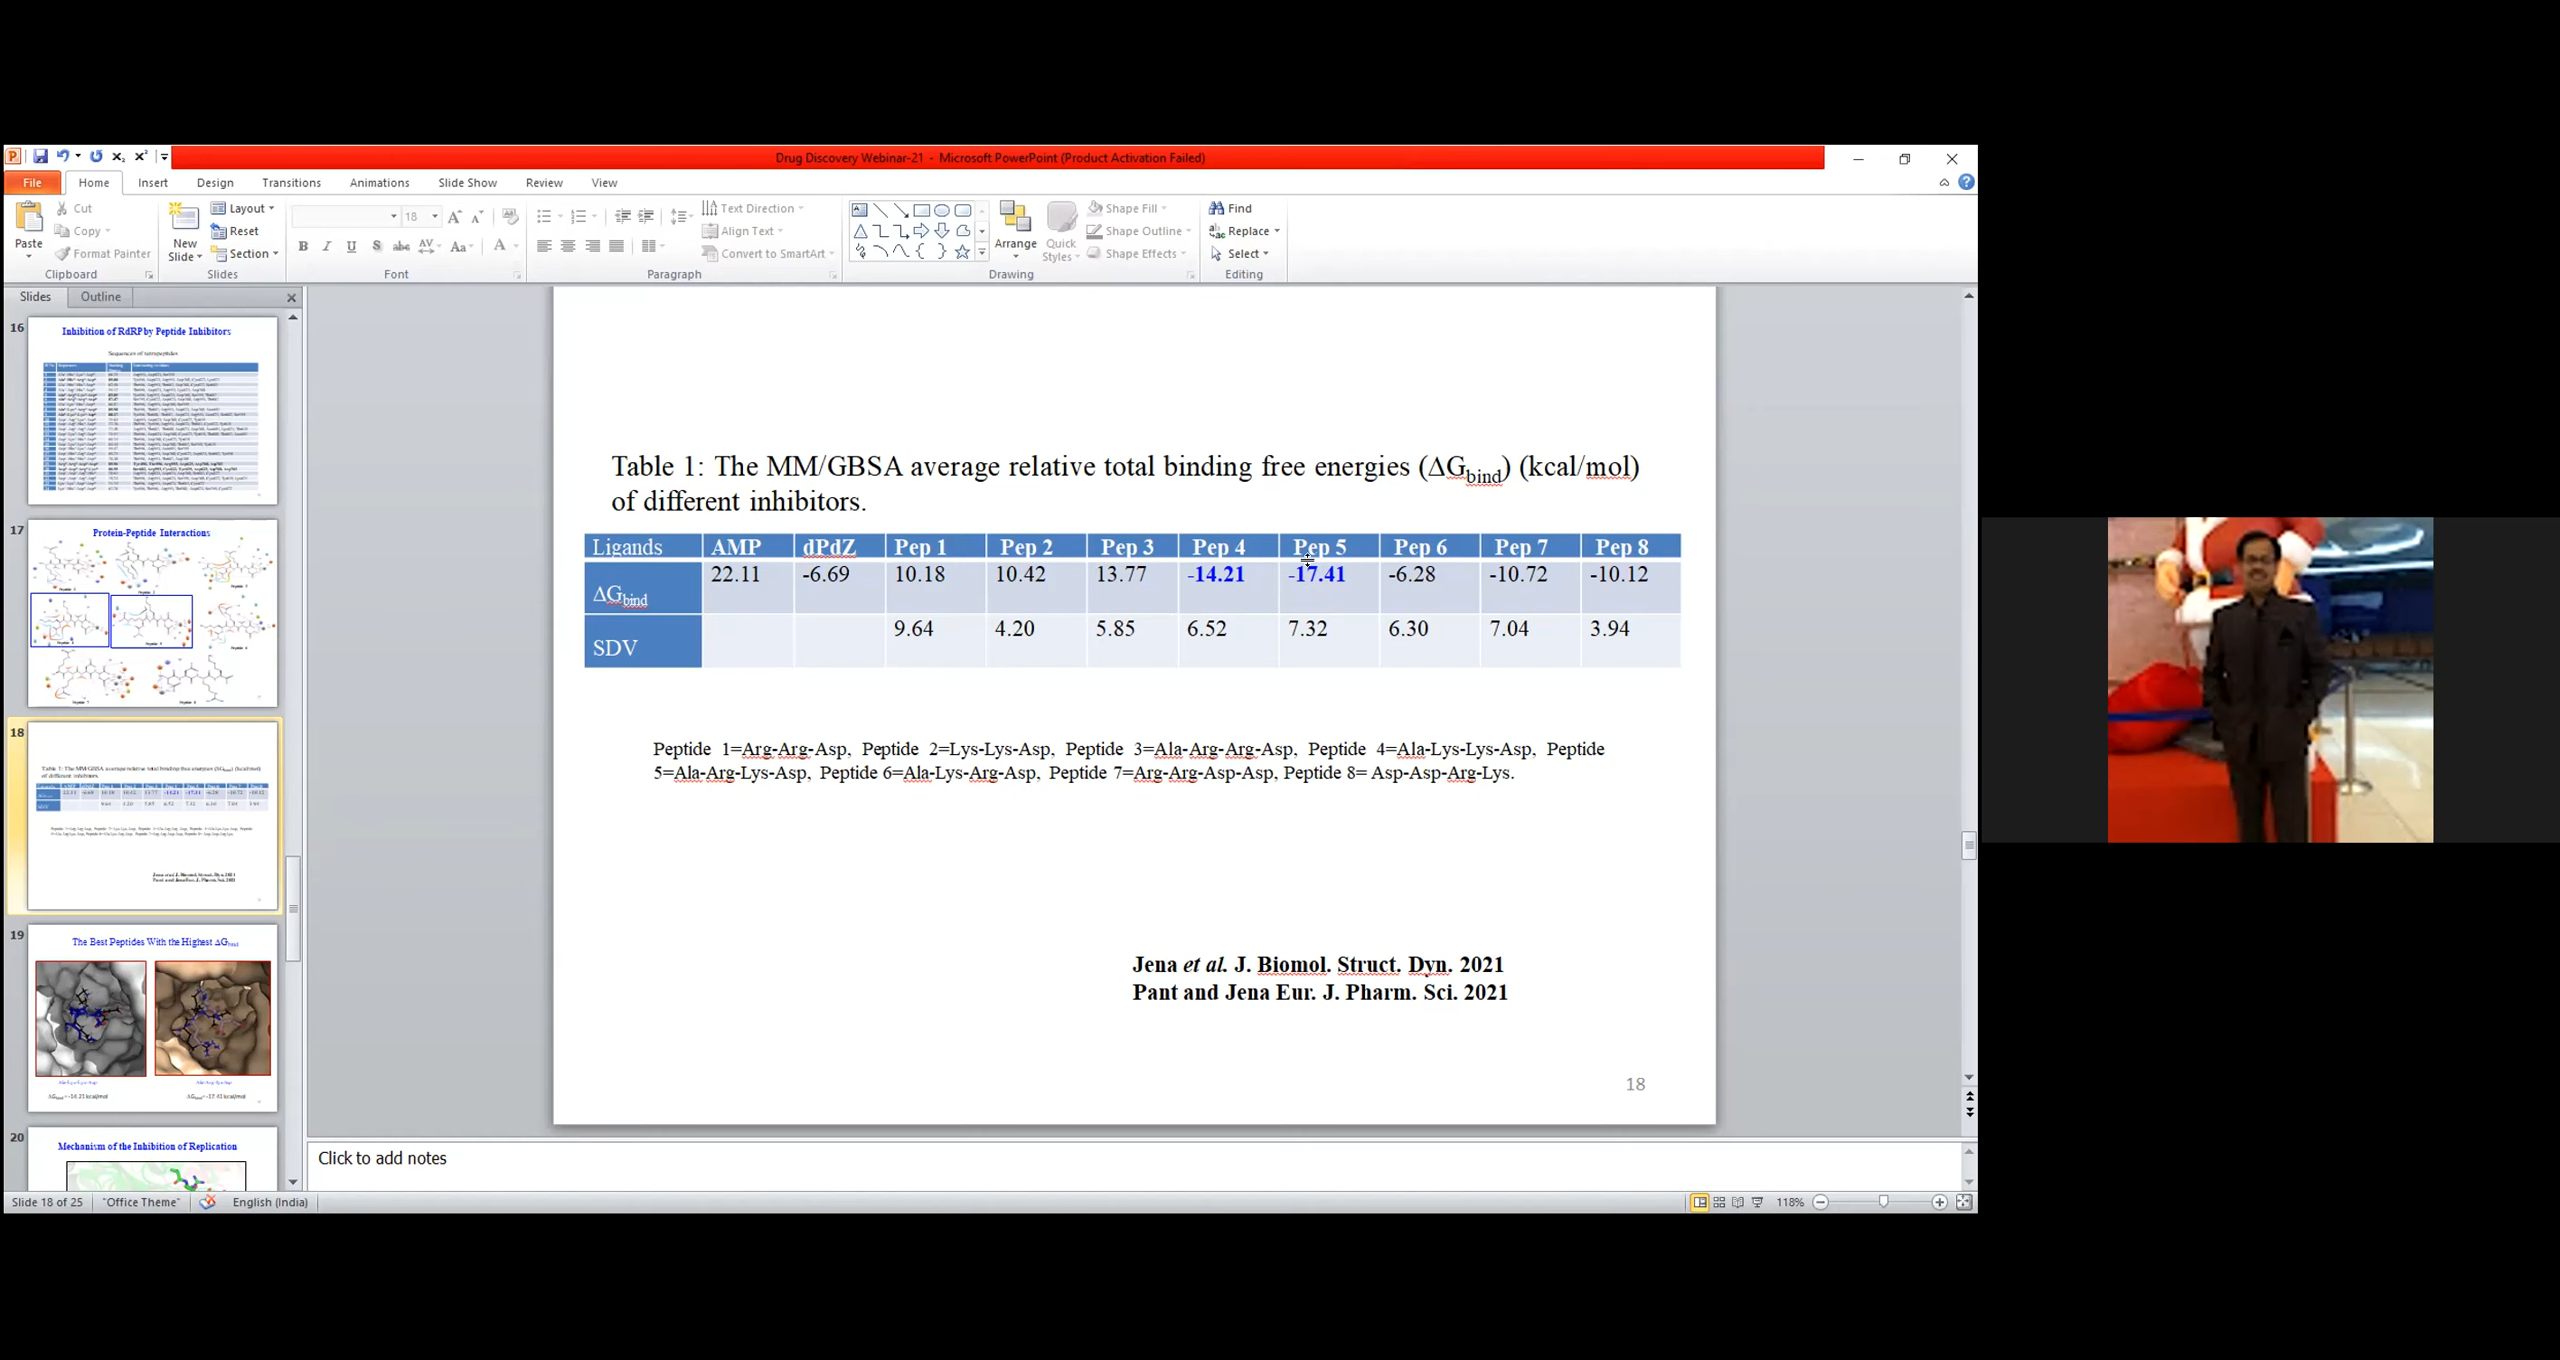 Drug Discovery Webinar-21 - Microsoft PowerPoint (Product Activation Failed)
File Home Insert Design Transitions Animations Slide Show Review View
Cut
Copy
Format Painter
Paste
Clipboard
New Slide
Layout
Reset
Section
Slides
18
Font
Text Direction
Align Text
Convert to SmartArt
Paragraph
Arrange
Quick Styles
Shape Fill
Shape Outline
Shape Effects
Drawing
Find
Replace
Select
Editing
Slides Outline
16
Inhibition of RdRP by Peptide Inhibitors
Sequences of tetrapeptides
17
Protein-Peptide Interactions
18
19
The Best Peptides With the Highest ΔGbind
20
Mechanism of the Inhibition of Replication
Table 1: The MM/GBSA average relative total binding free energies (ΔGbind) (kcal/mol)
of different inhibitors.
Ligands AMP dPdZ Pep 1 Pep 2 Pep 3 Pep 4 Pep 5 Pep 6 Pep 7 Pep 8
ΔGbind 22.11 -6.69 10.18 10.42 13.77 -14.21 -17.41 -6.28 -10.72 -10.12
SDV 9.64 4.20 5.85 6.52 7.32 6.30 7.04 3.94
Peptide 1=Arg-Arg-Asp, Peptide 2=Lys-Lys-Asp, Peptide 3=Ala-Arg-Arg-Asp, Peptide 4=Ala-Lys-Lys-Asp, Peptide
5=Ala-Arg-Lys-Asp, Peptide 6=Ala-Lys-Arg-Asp, Peptide 7=Arg-Arg-Asp-Asp, Peptide 8= Asp-Asp-Arg-Lys.
Jena et al. J. Biomol. Struct. Dyn. 2021
Pant and Jena Eur. J. Pharm. Sci. 2021
18
Click to add notes
Slide 18 of 25 "Office Theme" English (India) 118%